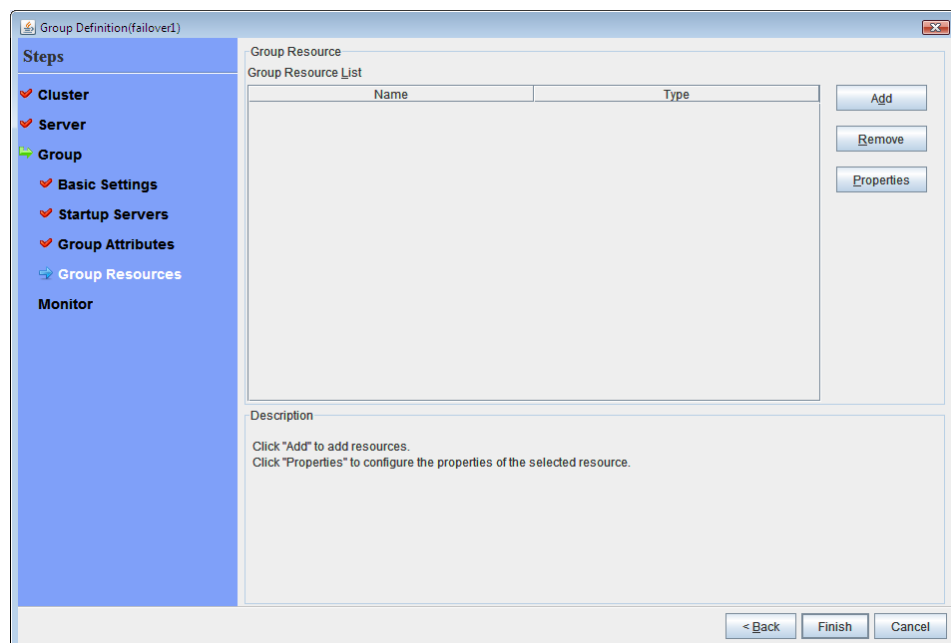 Group Definition(failover1)
Steps
Cluster
Server
Group
Basic Settings
Startup Servers
Group Attributes
Group Resources
Monitor
Group Resource
Group Resource List
Name Type
Add
Remove
Properties
Description
Click "Add" to add resources.
Click "Properties" to configure the properties of the selected resource.
< Back Finish Cancel